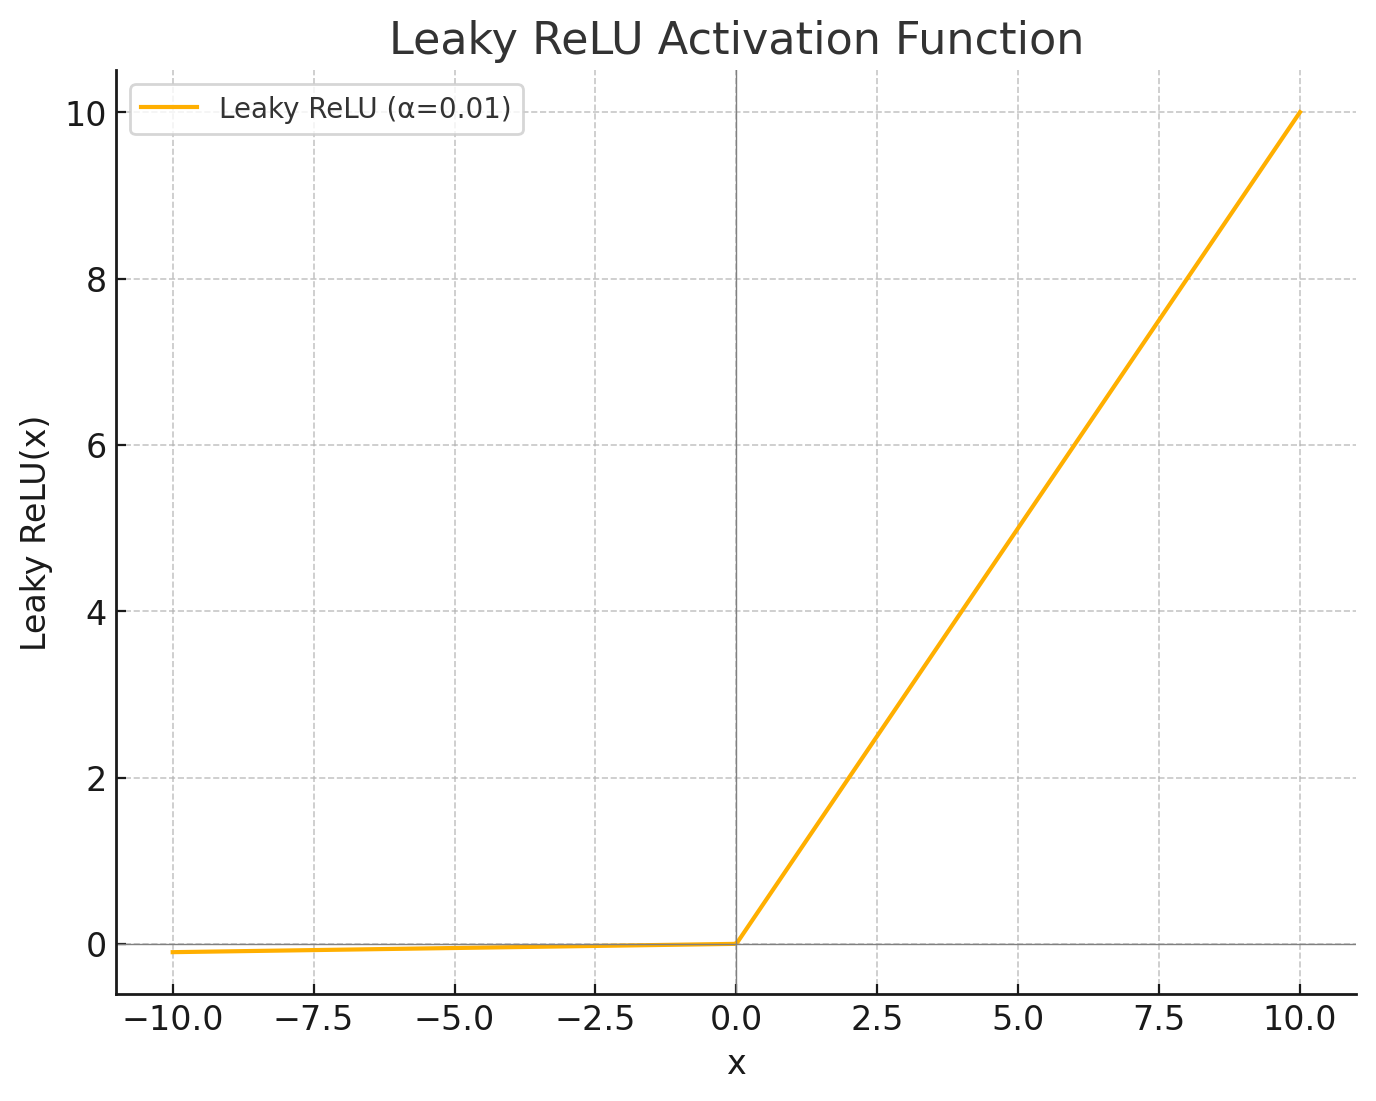 Leaky ReLU Activation Function
Leaky ReLU (α=0.01)
10
8
6
4
2
0
Leaky ReLU(x)
−10.0 −7.5 −5.0 −2.5 0.0 2.5 5.0 7.5 10.0
x